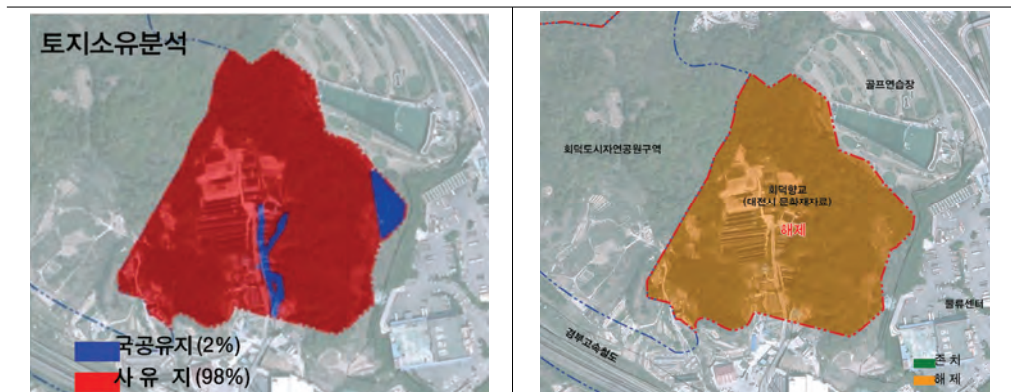 토지소유분석
국공유지(2%)
사 유 지(98%)
골프연습장
회덕도시자연공원구역
회덕향교
(대전시 문화재자료)
해제
물류센터
경부고속철도
존 치
해 제